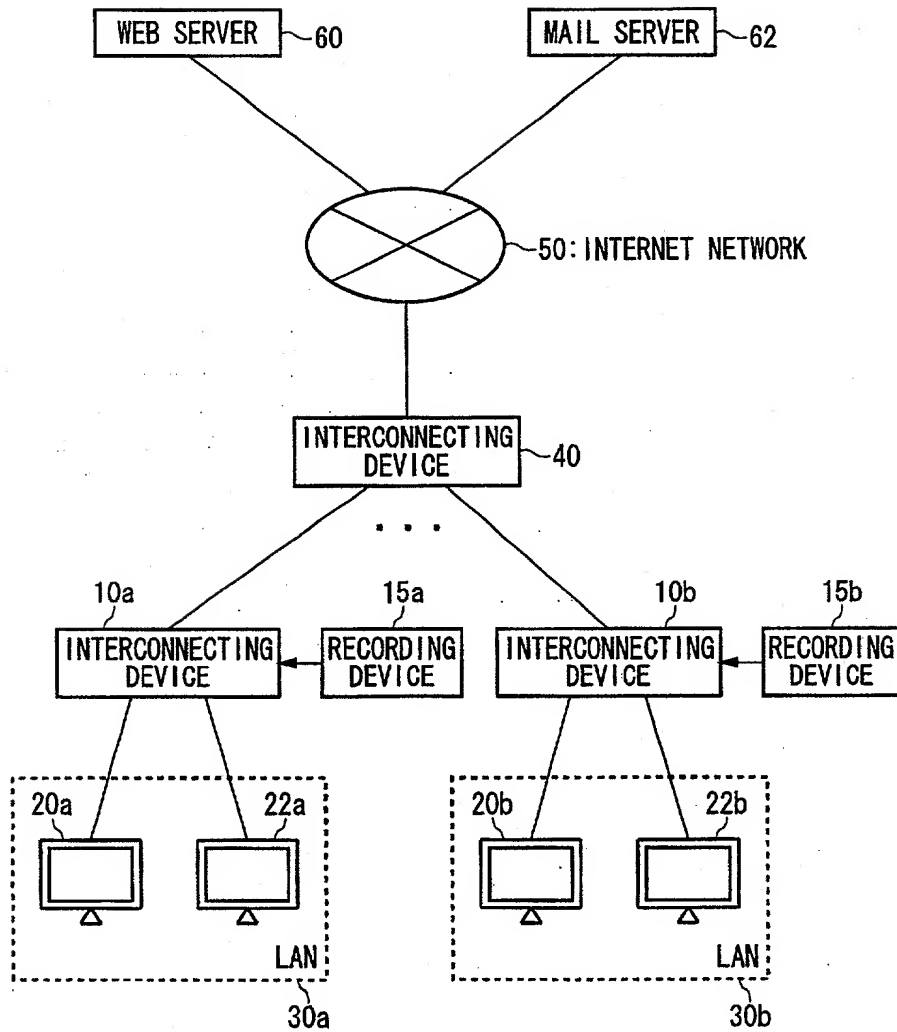 WEB SERVER 60
MAIL SERVER 62
50:INTERNET NETWORK
INTERCONNECTING
DEVICE
40
. . .
10a
15a
10b
15b
INTERCONNECTING
DEVICE
RECORDING
DEVICE
INTERCONNECTING
DEVICE
RECORDING
DEVICE
20a
22a
20b
22b
LAN
LAN
30a
30b